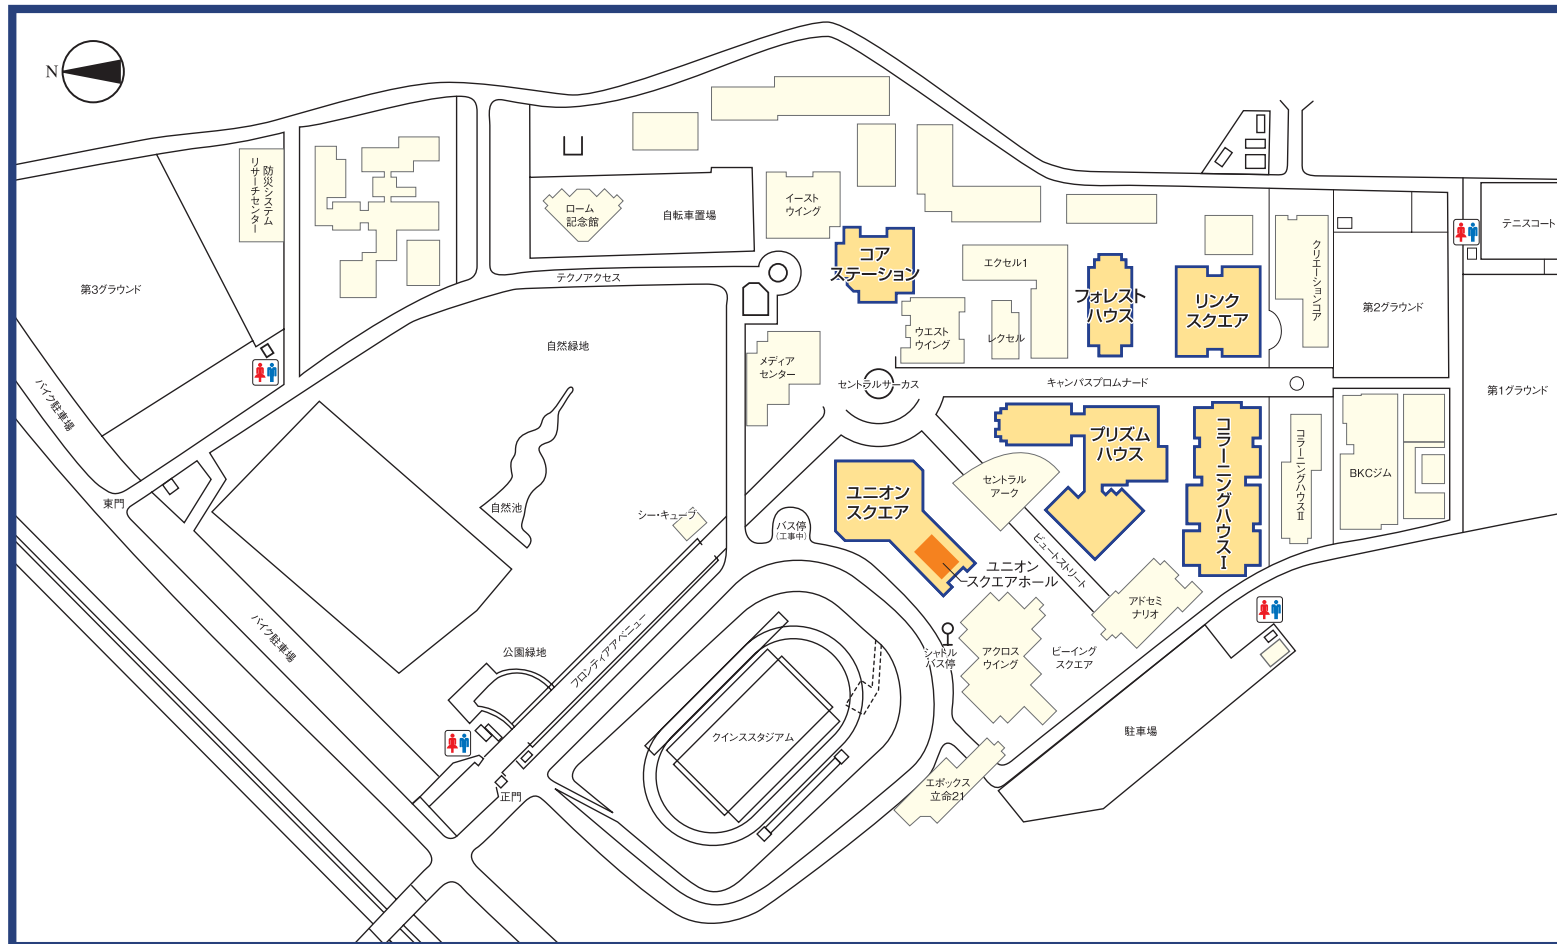 N
防災システム
リサーチセンター
第3グラウンド
バイク駐車場
東門
ローム
記念館
自転車置場
イースト
ウイング
テクノアクセス
コア
ステーション
エクセル1
フォレスト
ハウス
リンク
スクエア
クリエーションコア
第2グラウンド
テニスコート
第1グラウンド
自然緑地
メディア
センター
ウエスト
ウイング
レクセル
セントラルサーカス
キャンパスプロムナード
プリズム
ハウス
コラーニングハウスⅠ
コラーニングハウスⅡ
BKCジム
自然池
シー・キューブ
バス停
(工事中)
ユニオン
スクエア
セントラル
アーク
ビュートストリート
ユニオン
スクエアホール
アドセミ
ナリオ
バイク駐車場
公園緑地
フロンティアアベニュー
シャトル
バス停
アクロス
ウイング
ビーイング
スクエア
クインススタジアム
駐車場
エポックス
立命21
正門